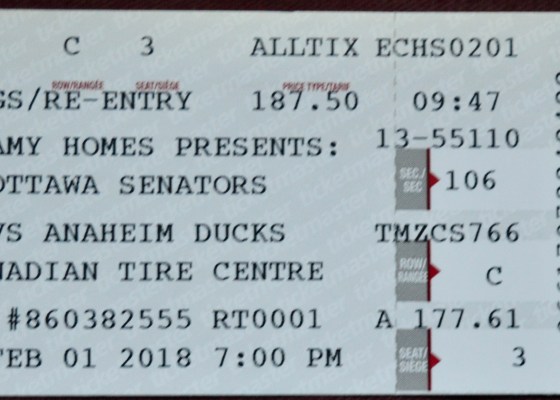 C 3 ALLTIX ECHS0201
ROW/RANGÉE SEAT/SIÈGE PRICE TYPE/TARIF
GS/RE-ENTRY 187.50 09:47
AMY HOMES PRESENTS: 13-55110
OTTAWA SENATORS SEC./SEC 106
VS ANAHEIM DUCKS TMZCS766
NADIAN TIRE CENTRE ROW/RANGÉE C
#860382555 RT0001 A 177.61
FEB 01 2018 7:00 PM SEAT/SIÈGE 3